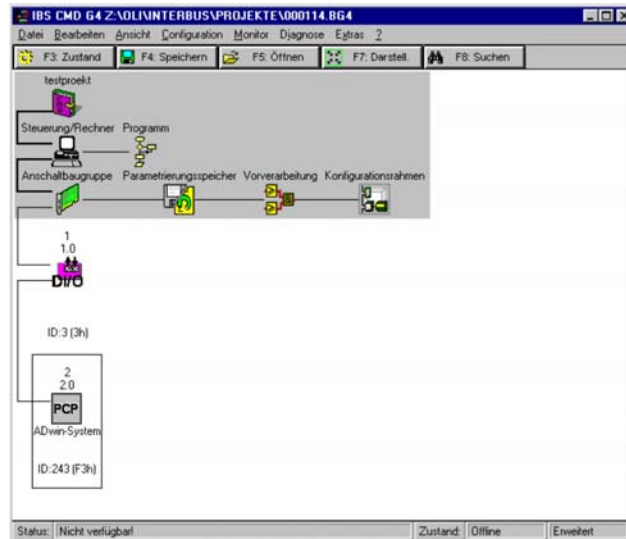 IBS CMD G4 Z:\OLI\INTERBUS\PROJEKTE\000114.BG4
Datei Bearbeiten Ansicht Configuration Monitor Diagnose Extras ?
F3: Zustand F4: Speichern F5: Öffnen F7: Darstell. F8: Suchen
testproekt
Steuerung/Rechner Programm
Anschaltbaugruppe Parametrierungsspeicher Vorverarbeitung Konfigurationsrahmen
1
1.0
DI/O
ID:3 (3h)
2
2.0
PCP
ADwin-System
ID:243 (F3h)
Status: Nicht verfügbar! Zustand: Offline Erweitert